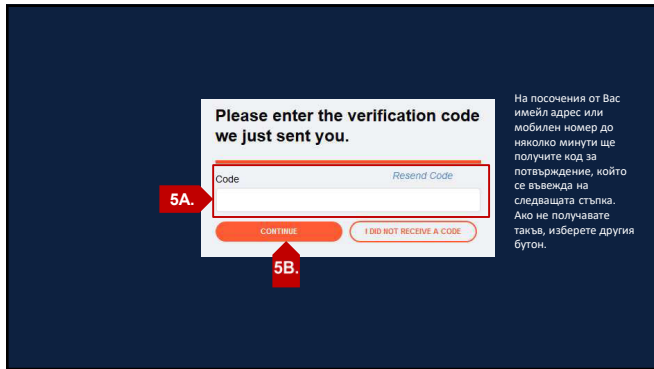 Please enter the verification code
we just sent you.
Code
Resend Code
5A.
CONTINUE
I DID NOT RECEIVE A CODE
5B.
На посочения от Вас
имейл адрес или
мобилен номер до
няколко минути ще
получите код за
потвърждение, който
се въвежда на
следващата стъпка.
Ако не получавате
такъв, изберете другия
бутон.